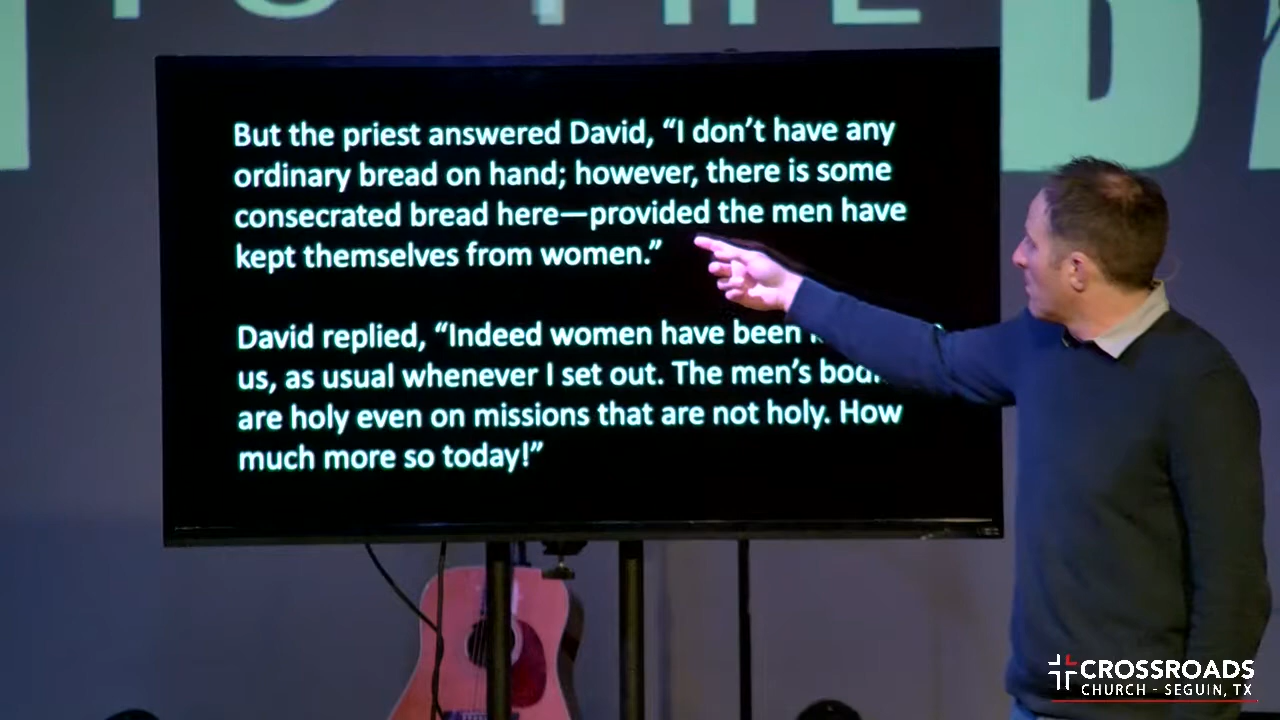 THE
But the priest answered David, “I don’t have any
ordinary bread on hand; however, there is some
consecrated bread here—provided the men have
kept themselves from women.”
David replied, “Indeed women have been
us, as usual whenever I set out. The men’s
are holy even on missions that are not holy. How
much more so today!”
CROSSROADS
CHURCH - SEGUIN, TX